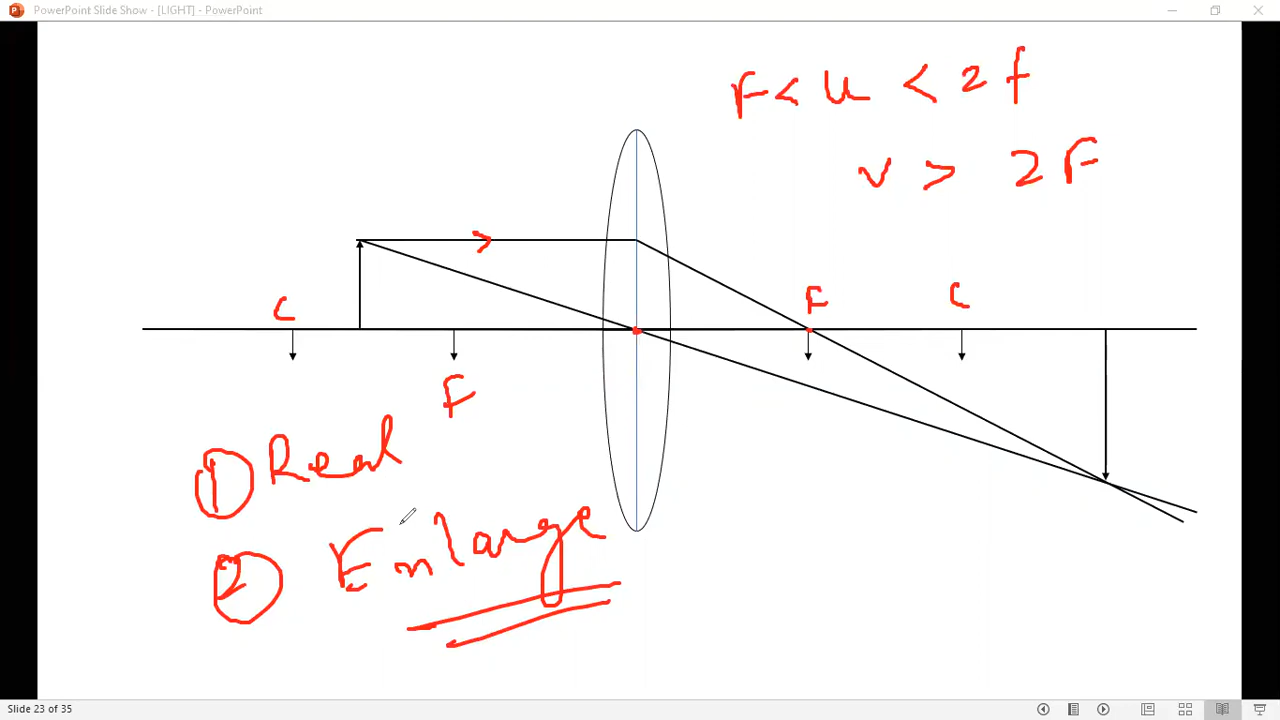 PowerPoint Slide Show - [LIGHT] - PowerPoint
F < u < 2f
v > 2F
C
F
C
F
① Real
② Enlarge
Slide 23 of 35